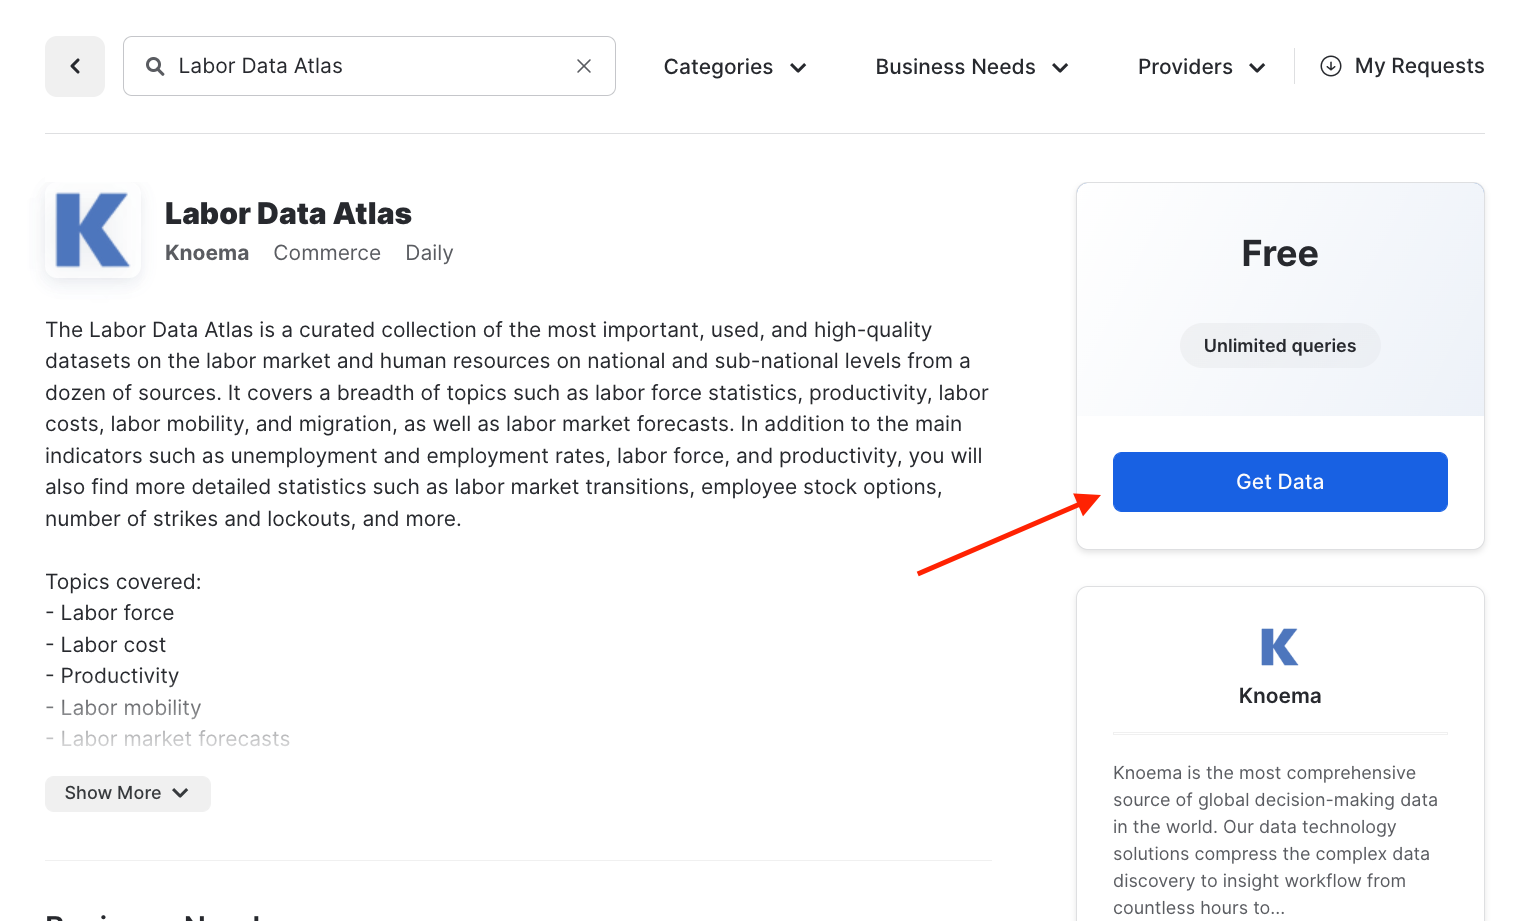 Labor Data Atlas
Categories
Business Needs
Providers
My Requests
K
Labor Data Atlas
Knoema Commerce Daily
The Labor Data Atlas is a curated collection of the most important, used, and high-quality
datasets on the labor market and human resources on national and sub-national levels from a
dozen of sources. It covers a breadth of topics such as labor force statistics, productivity, labor
costs, labor mobility, and migration, as well as labor market forecasts. In addition to the main
indicators such as unemployment and employment rates, labor force, and productivity, you will
also find more detailed statistics such as labor market transitions, employee stock options,
number of strikes and lockouts, and more.
Topics covered:
- Labor force
- Labor cost
- Productivity
- Labor mobility
- Labor market forecasts
Show More
Free
Unlimited queries
Get Data
K
Knoema
Knoema is the most comprehensive
source of global decision-making data
in the world. Our data technology
solutions compress the complex data
discovery to insight workflow from
countless hours to...